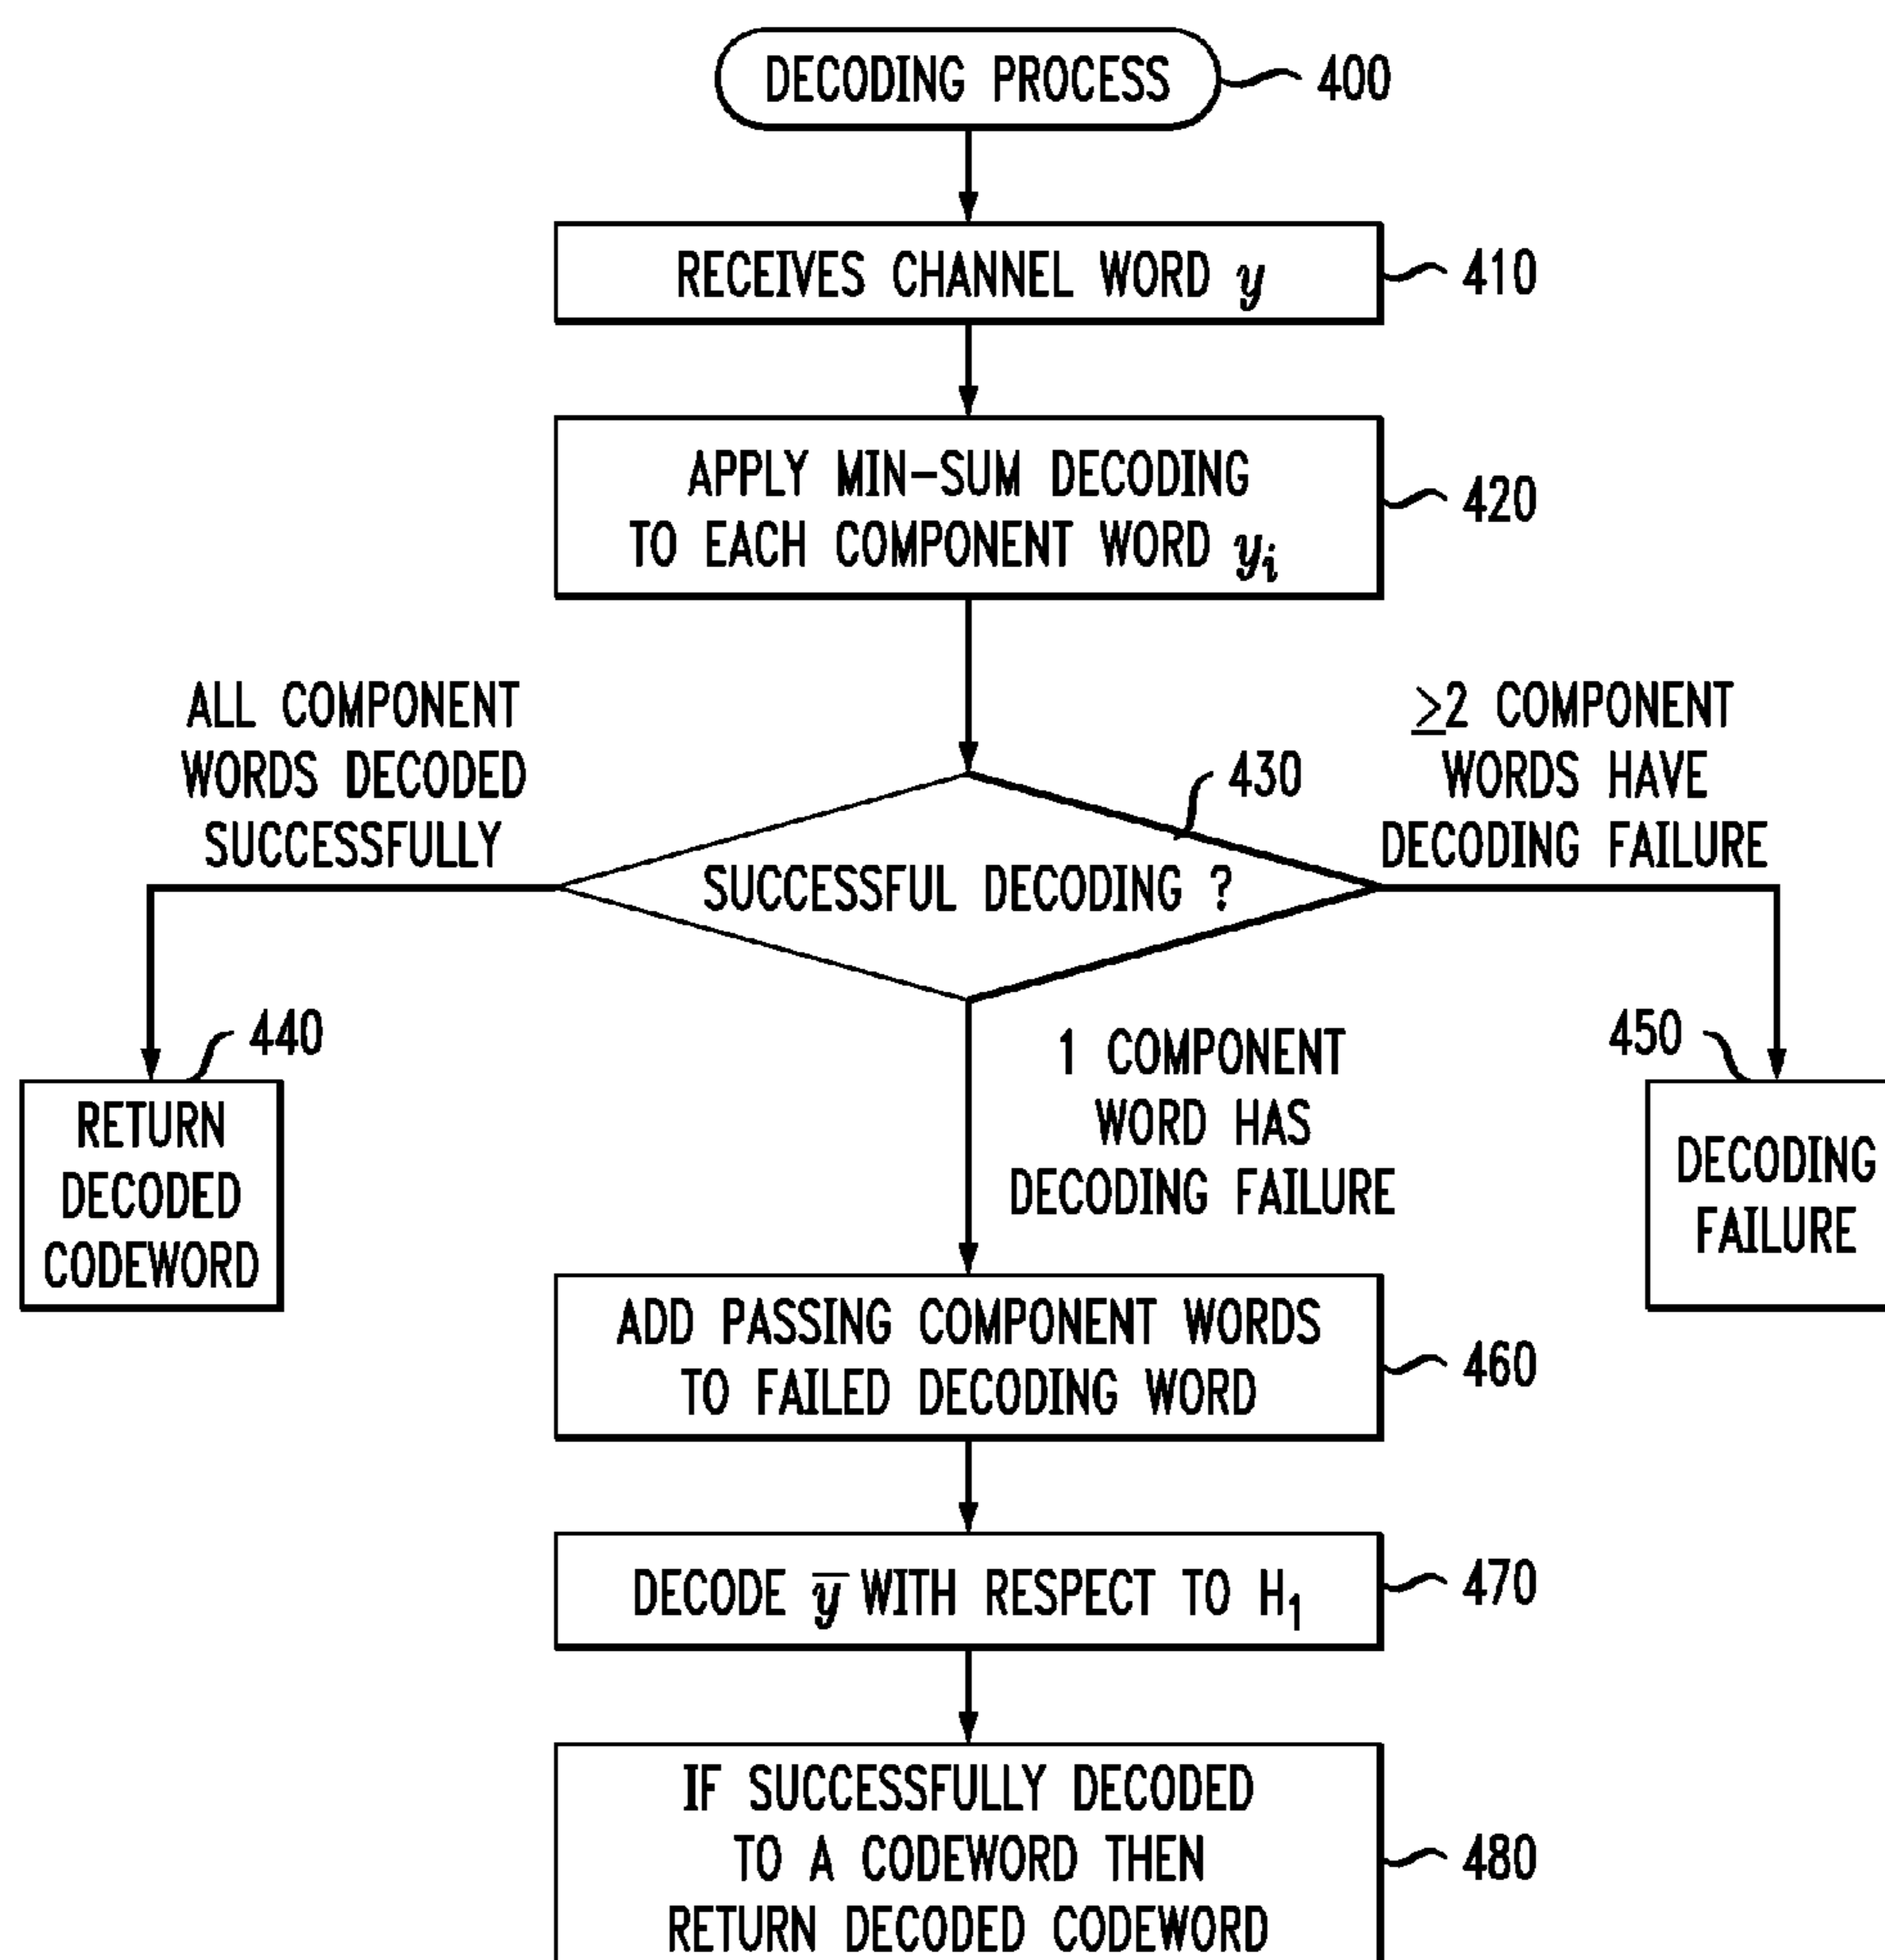 DECODING PROCESS
400
RECEIVES CHANNEL WORD y
410
APPLY MIN-SUM DECODING
TO EACH COMPONENT WORD yᵢ
420
ALL COMPONENT
WORDS DECODED
SUCCESSFULLY
≥2 COMPONENT
WORDS HAVE
DECODING FAILURE
430
SUCCESSFUL DECODING ?
440
RETURN
DECODED
CODEWORD
1 COMPONENT
WORD HAS
DECODING FAILURE
450
DECODING
FAILURE
ADD PASSING COMPONENT WORDS
TO FAILED DECODING WORD
460
DECODE y̅ WITH RESPECT TO H₁
470
IF SUCCESSFULLY DECODED
TO A CODEWORD THEN
RETURN DECODED CODEWORD
480